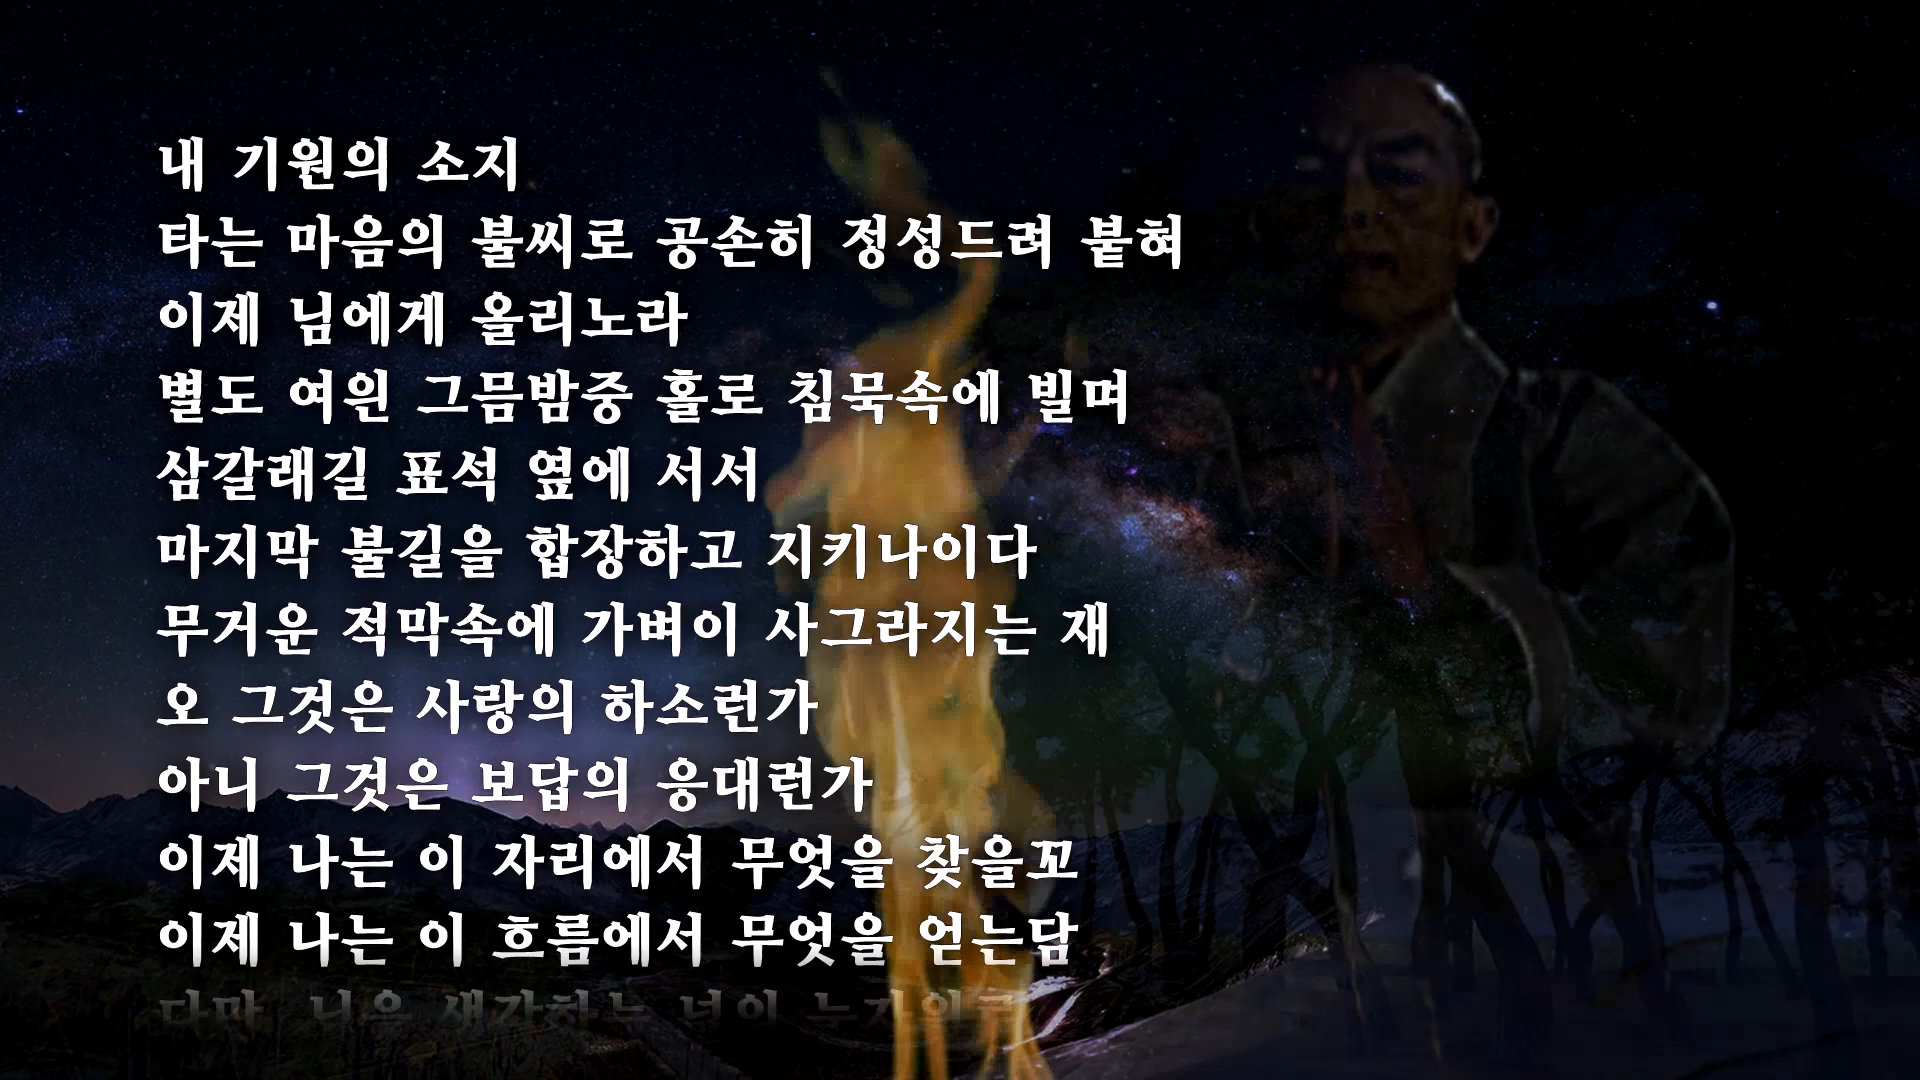 내 기원의 소지
타는 마음의 불씨로 공손히 정성드려 붙혀
이제 님에게 올리노라
별도 여윈 그믐밤중 홀로 침묵속에 빌며
삼갈래길 표석 옆에 서서
마지막 불길을 합장하고 지키나이다
무거운 적막속에 가벼이 사그라지는 재
오 그것은 사랑의 하소런가
아니 그것은 보답의 응대런가
이제 나는 이 자리에서 무엇을 찾을꼬
이제 나는 이 흐름에서 무엇을 얻는담
다만, 생각하는